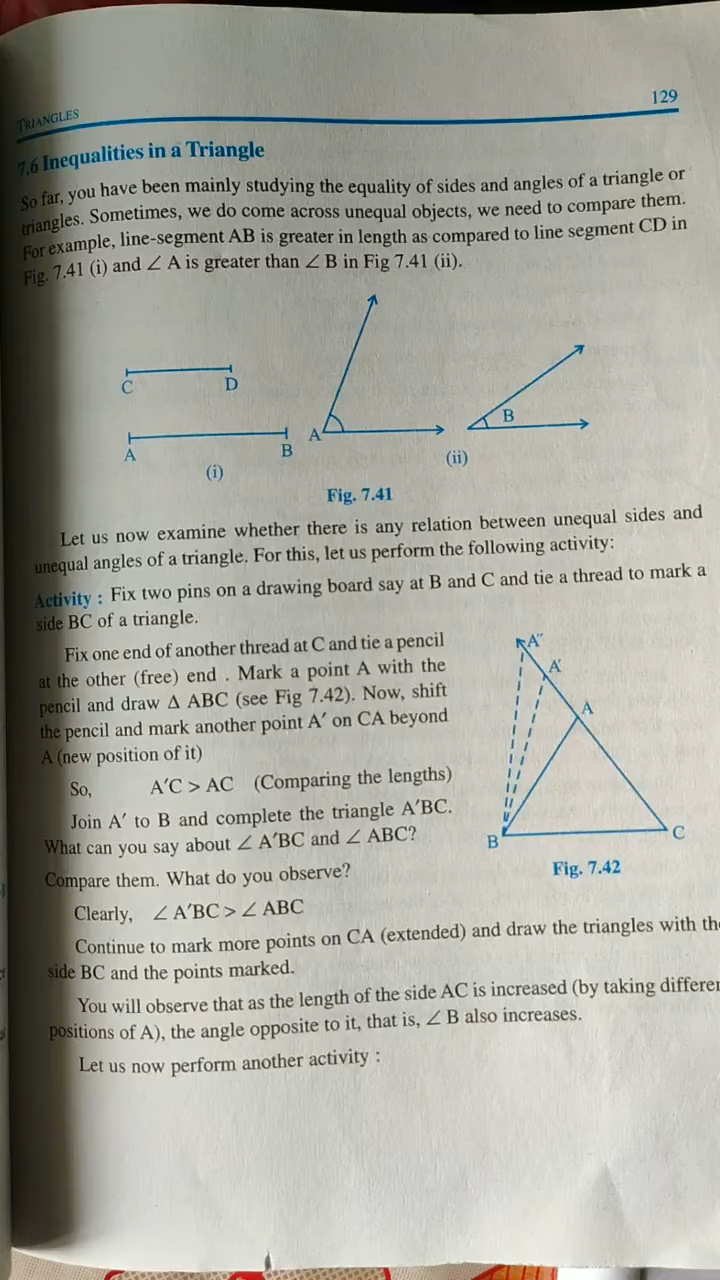 129
TRIANGLES
7.6 Inequalities in a Triangle
So far, you have been mainly studying the equality of sides and angles of a triangle or
triangles. Sometimes, we do come across unequal objects, we need to compare them.
For example, line-segment AB is greater in length as compared to line segment CD in
Fig. 7.41 (i) and ∠ A is greater than ∠ B in Fig 7.41 (ii).
C D
A B
(i)
A
B
(ii)
Fig. 7.41
Let us now examine whether there is any relation between unequal sides and
unequal angles of a triangle. For this, let us perform the following activity:
Activity : Fix two pins on a drawing board say at B and C and tie a thread to mark a
side BC of a triangle.
Fix one end of another thread at C and tie a pencil
at the other (free) end . Mark a point A with the
pencil and draw Δ ABC (see Fig 7.42). Now, shift
the pencil and mark another point A′ on CA beyond
A (new position of it)
So, A′C > AC (Comparing the lengths)
Join A′ to B and complete the triangle A′BC.
What can you say about ∠ A′BC and ∠ ABC?
Compare them. What do you observe?
Clearly, ∠ A′BC > ∠ ABC
A″
A′
A
B
C
Fig. 7.42
Continue to mark more points on CA (extended) and draw the triangles with
side BC and the points marked.
You will observe that as the length of the side AC is increased (by taking
positions of A), the angle opposite to it, that is, ∠ B also increases.
Let us now perform another activity :